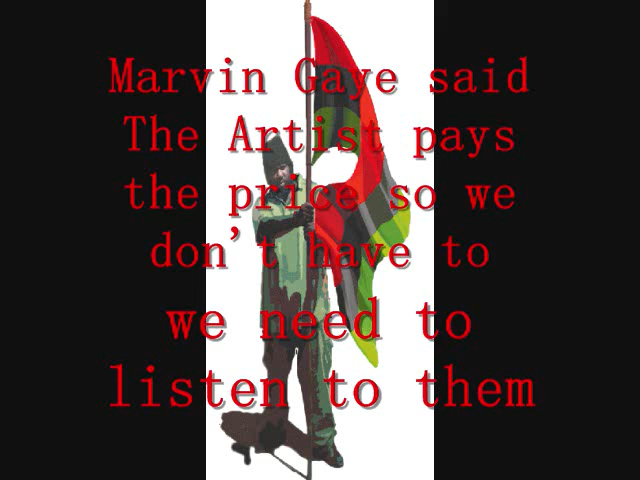 Marvin Gaye said
The Artist pays
the price so we
don't have to
we need to
listen to them